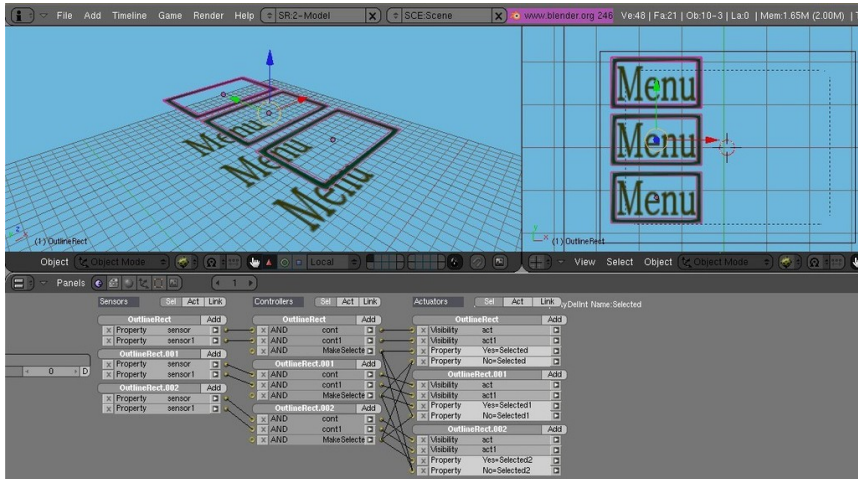 File Add Timeline Game Render Help SR:2-Model X SCE:Scene X www.blender.org 246 Ve:48 | Fa:21 | Ob:10-3 | La:0 | Mem:1.65M (2.00M) |
Menu
Menu
Menu
Menu
Menu
Menu
(1) OutlineRect
(1) OutlineRect
Object Object Mode Local
View Select Object Object Mode
Panels 1
Sensors Sel Act Link Controllers Sel Act Link Actuators Sel Act Link yDelInt Name:Selected
OutlineRect Add OutlineRect Add OutlineRect Add
X Property sensor X AND cont X Visibility act
X Property sensor1 X AND cont1 X Visibility act1
X AND MakeSelecte X Property Yes=Selected
X Property No=Selected
OutlineRect.001 Add OutlineRect.001 Add OutlineRect.001 Add
X Property sensor X AND cont X Visibility act
X Property sensor1 X AND cont1 X Visibility act1
X AND MakeSelecte X Property Yes=Selected1
X Property No=Selected1
OutlineRect.002 Add OutlineRect.002 Add OutlineRect.002 Add
X Property sensor X AND cont X Visibility act
X Property sensor1 X AND cont1 X Visibility act1
X AND MakeSelecte X Property Yes=Selected2
X Property No=Selected2
0 D